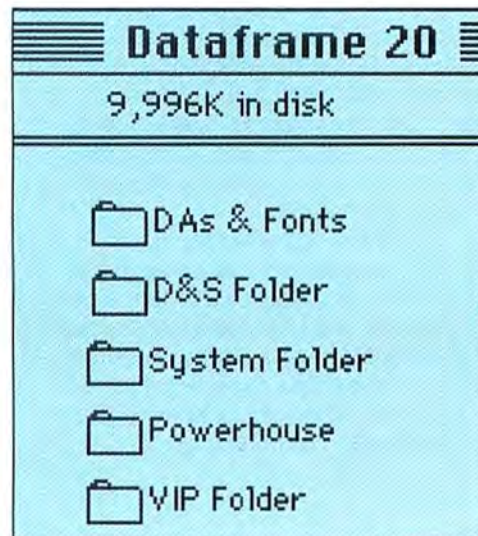 Dataframe 20
9,996K in disk
DAs & Fonts
D&S Folder
System Folder
Powerhouse
VIP Folder